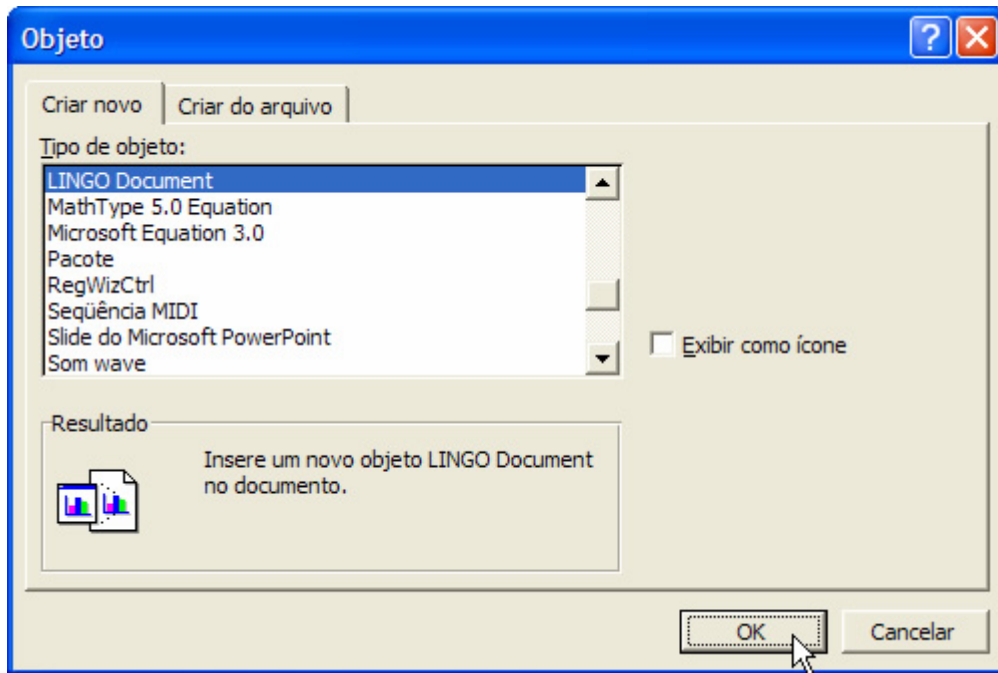 Objeto
Criar novo
Criar do arquivo
Tipo de objeto:
LINGO Document
MathType 5.0 Equation
Microsoft Equation 3.0
Pacote
RegWizCtrl
Seqüência MIDI
Slide do Microsoft PowerPoint
Som wave
Exibir como ícone
Resultado
Insere um novo objeto LINGO Document
no documento.
OK
Cancelar